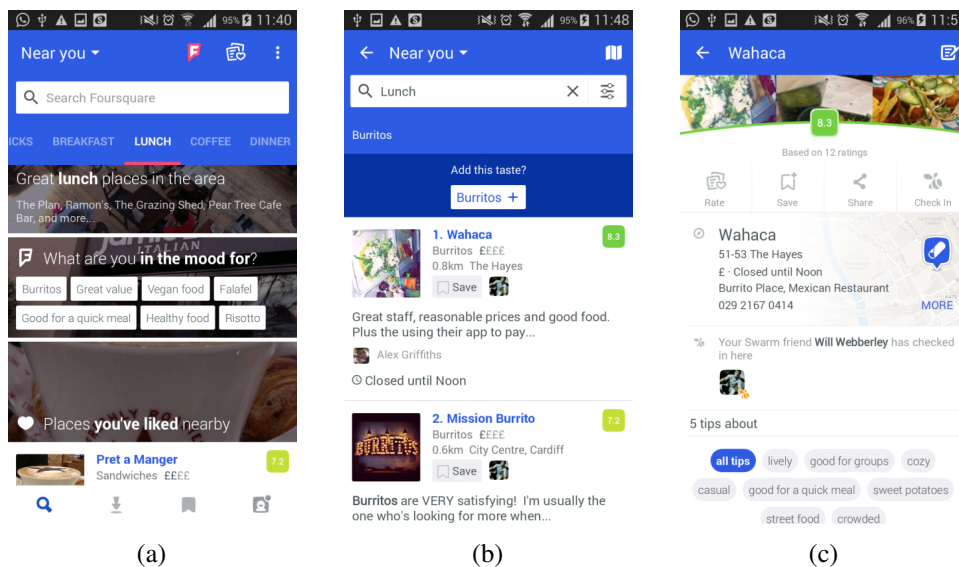 95% 11:40
Near you
Search Foursquare
CKS BREAKFAST LUNCH COFFEE DINNER
Great lunch places in the area
The Plan, Ramon's, The Grazing Shed, Pear Tree Cafe
Bar, and more...
ITALIAN
What are you in the mood for?
Burritos Great value Vegan food Falafel
Good for a quick meal Healthy food Risotto
Places you've liked nearby
Pret a Manger 7.2
Sandwiches ££££
(a)
95% 11:48
Near you
Lunch
Burritos
Add this taste?
Burritos +
1. Wahaca 8.3
Burritos ££££
0.8km The Hayes
Save
Great staff, reasonable prices and good food.
Plus the using their app to pay...
Alex Griffiths
Closed until Noon
2. Mission Burrito 7.2
Burritos ££££
0.6km City Centre, Cardiff
BURRITOS
Save
Burritos are VERY satisfying! I'm usually the
one who's looking for more when...
(b)
96% 11:5
Wahaca
8.3
Based on 12 ratings
Rate Save Share Check In
Wahaca
51-53 The Hayes
£ · Closed until Noon
Burrito Place, Mexican Restaurant
029 2167 0414 MORE
Your Swarm friend Will Webberley has checked
in here
5 tips about
all tips lively good for groups cozy
casual good for a quick meal sweet potatoes
street food crowded
(c)